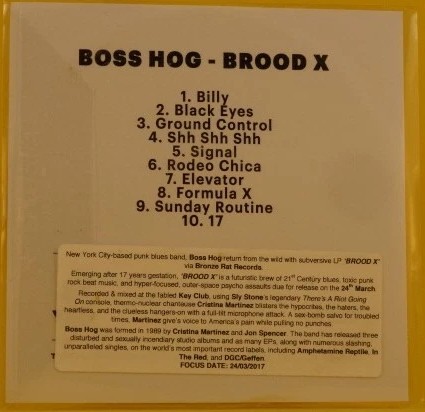 BOSS HOG - BROOD X
1. Billy
2. Black Eyes
3. Ground Control
4. Shh Shh Shh
5. Signal
6. Rodeo Chica
7. Elevator
8. Formula X
9. Sunday Routine
10. 17
New York City-based punk blues band, Boss Hog return from the wild with subversive LP 'BROOD X'
via Bronze Rat Records.
Emerging after 17 years gestation, 'BROOD X' is a futuristic brew of 21st Century blues, toxic punk
rock beat music, and hyper-focused, outer-space psycho assaults due for release on the 24th March.
Recorded & mixed at the fabled Key Club, using Sly Stone's legendary There's A Riot Going
On console, thermo-nuclear chanteuse Cristina Martinez blisters the hypocrites, the haters, the
heartless, and the clueless hangers-on with a full-tilt microphone attack. A sex-bomb salvo for troubled
times, Martinez give's voice to America's pain while pulling no punches.
Boss Hog was formed in 1989 by Cristina Martinez and Jon Spencer. The band has released three
disturbed and sexually incendiary studio albums and as many EPs, along with numerous slashing,
unparalleled singles, on the world's most important record labels, including Amphetamine Reptile, In
The Red, and DGC/Geffen.
FOCUS DATE: 24/03/2017